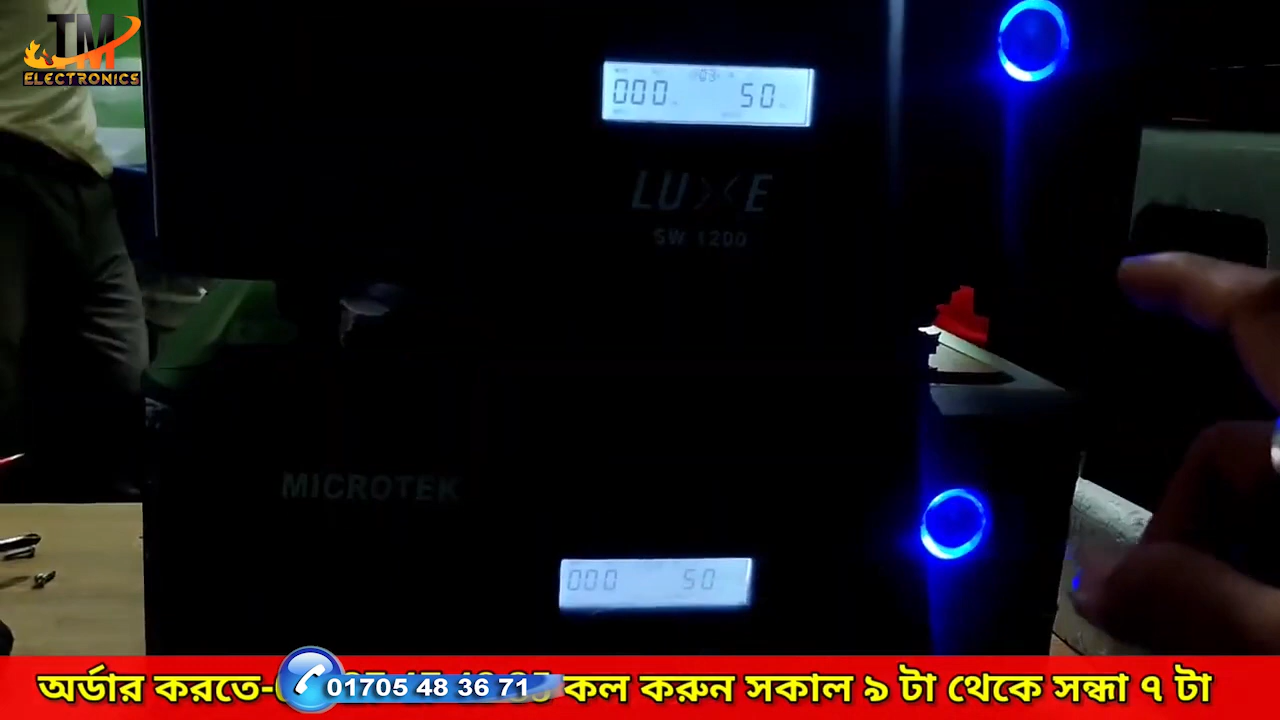 TM
ELECTRONICS
03
000 50
LUXE
SW 1200
MICROTEK
000 50
অর্ডার করতে-
01705 48 36 71
কল করুন সকাল ৯ টা থেকে সন্ধা ৭ টা